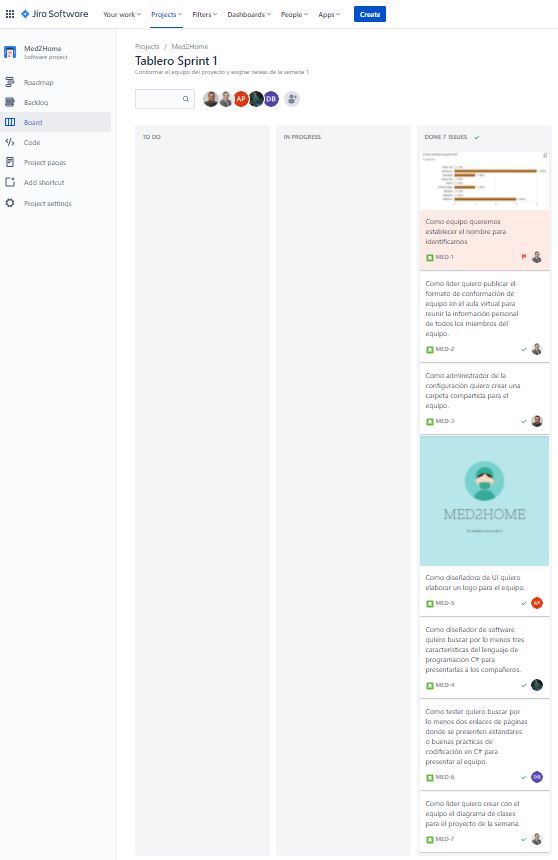 Jira Software
Your work
Projects
Filters
Dashboards
People
Apps
Create
Med2Home
Software project
Roadmap
Backlog
Board
Code
Project pages
Add shortcut
Project settings
Projects / Med2Home
Tablero Sprint 1
Conformar el equipo del proyecto y asignar tareas de la semana 1
AP
DB
TO DO
IN PROGRESS
DONE 7 ISSUES
Como equipo queremos
establecer el nombre para
identificarnos
MED-1
Como líder quiero publicar el
formato de conformación de
equipo en el aula virtual para
reunir la información personal
de todos los miembros del
equipo.
MED-2
Como administrador de la
configuración quiero crear una
carpeta compartida para el
equipo.
MED-3
MED2HOME
Como diseñadora de UI quiero
elaborar un logo para el equipo.
MED-5
AP
Como diseñador de software
quiero buscar por lo menos tres
características del lenguaje de
programación C# para
presentarlas a los compañeros.
MED-4
Como tester quiero buscar por
lo menos dos enlaces de páginas
donde se presenten estándares
o buenas prácticas de
codificación en C# para
presentar al equipo.
MED-6
DB
Como líder quiero crear con el
equipo el diagrama de clases
para el proyecto de la semana.
MED-7